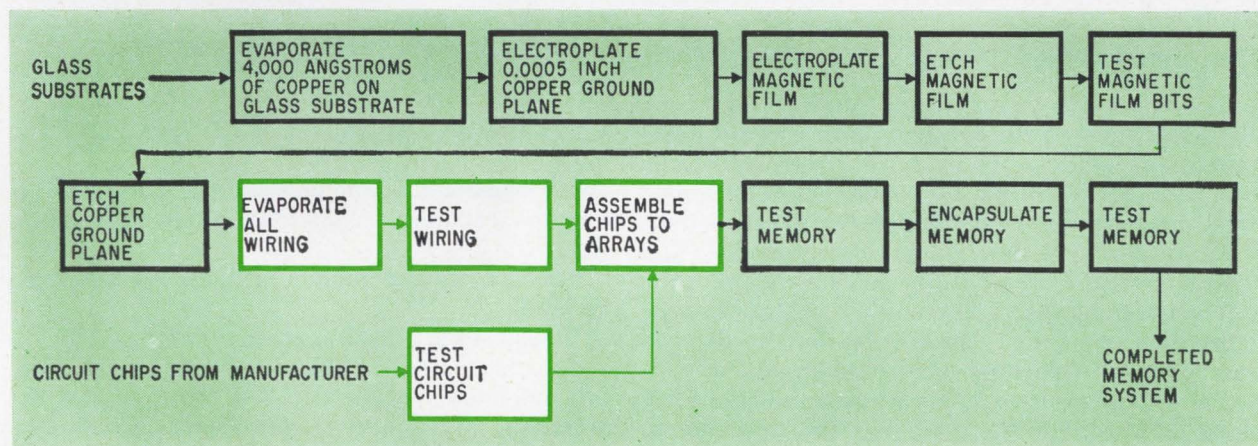 GLASS
SUBSTRATES
EVAPORATE
4,000 ANGSTROMS
OF COPPER ON
GLASS SUBSTRATE
ELECTROPLATE
0.0005 INCH
COPPER GROUND
PLANE
ELECTROPLATE
MAGNETIC
FILM
ETCH
MAGNETIC
FILM
TEST
MAGNETIC
FILM BITS
ETCH
COPPER
GROUND
PLANE
EVAPORATE
ALL
WIRING
TEST
WIRING
ASSEMBLE
CHIPS TO
ARRAYS
TEST
MEMORY
ENCAPSULATE
MEMORY
TEST
MEMORY
CIRCUIT CHIPS FROM MANUFACTURER
TEST
CIRCUIT
CHIPS
COMPLETED
MEMORY
SYSTEM